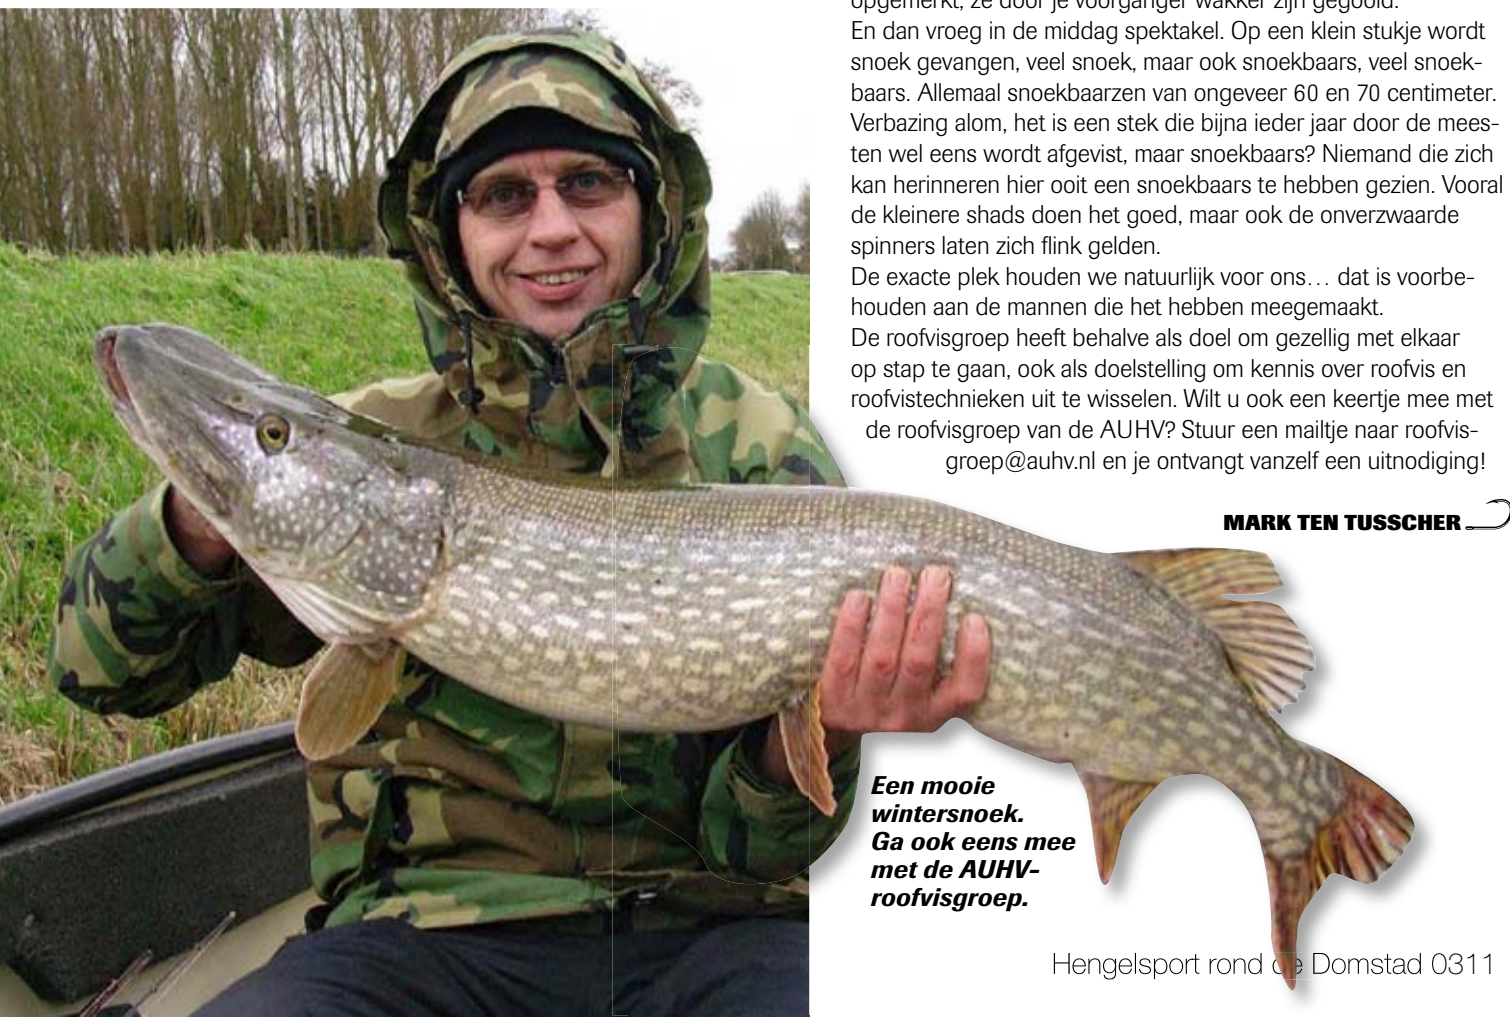 opgemerkt, ze door je voorganger wakker zijn gegooid.
En dan vroeg in de middag spektakel. Op een klein stukje wordt
snoek gevangen, veel snoek, maar ook snoekbaars, veel snoek-
baars. Allemaal snoekbaarzen van ongeveer 60 en 70 centimeter.
Verbazing alom, het is een stek die bijna ieder jaar door de mees-
ten wel eens wordt afgevist, maar snoekbaars? Niemand die zich
kan herinneren hier ooit een snoekbaars te hebben gezien. Vooral
de kleinere shads doen het goed, maar ook de onverzwaarde
spinners laten zich flink gelden.
De exacte plek houden we natuurlijk voor ons… dat is voorbe-
houden aan de mannen die het hebben meegemaakt.
De roofvisgroep heeft behalve als doel om gezellig met elkaar
op stap te gaan, ook als doelstelling om kennis over roofvis en
roofvistechnieken uit te wisselen. Wilt u ook een keertje mee met
de roofvisgroep van de AUHV? Stuur een mailtje naar roofvis-
groep@auhv.nl en je ontvangt vanzelf een uitnodiging!
MARK TEN TUSSCHER
Een mooie
wintersnoek.
Ga ook eens mee
met de AUHV-
roofvisgroep.
Hengelsport rond de Domstad 0311